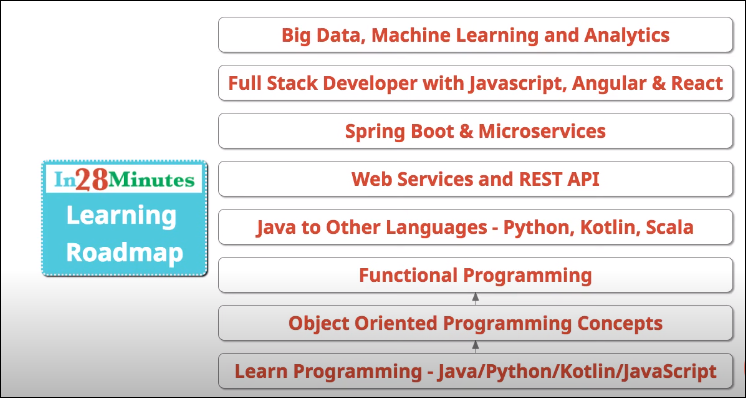 In28Minutes
Learning
Roadmap
Big Data, Machine Learning and Analytics
Full Stack Developer with Javascript, Angular & React
Spring Boot & Microservices
Web Services and REST API
Java to Other Languages - Python, Kotlin, Scala
Functional Programming
Object Oriented Programming Concepts
Learn Programming - Java/Python/Kotlin/JavaScript